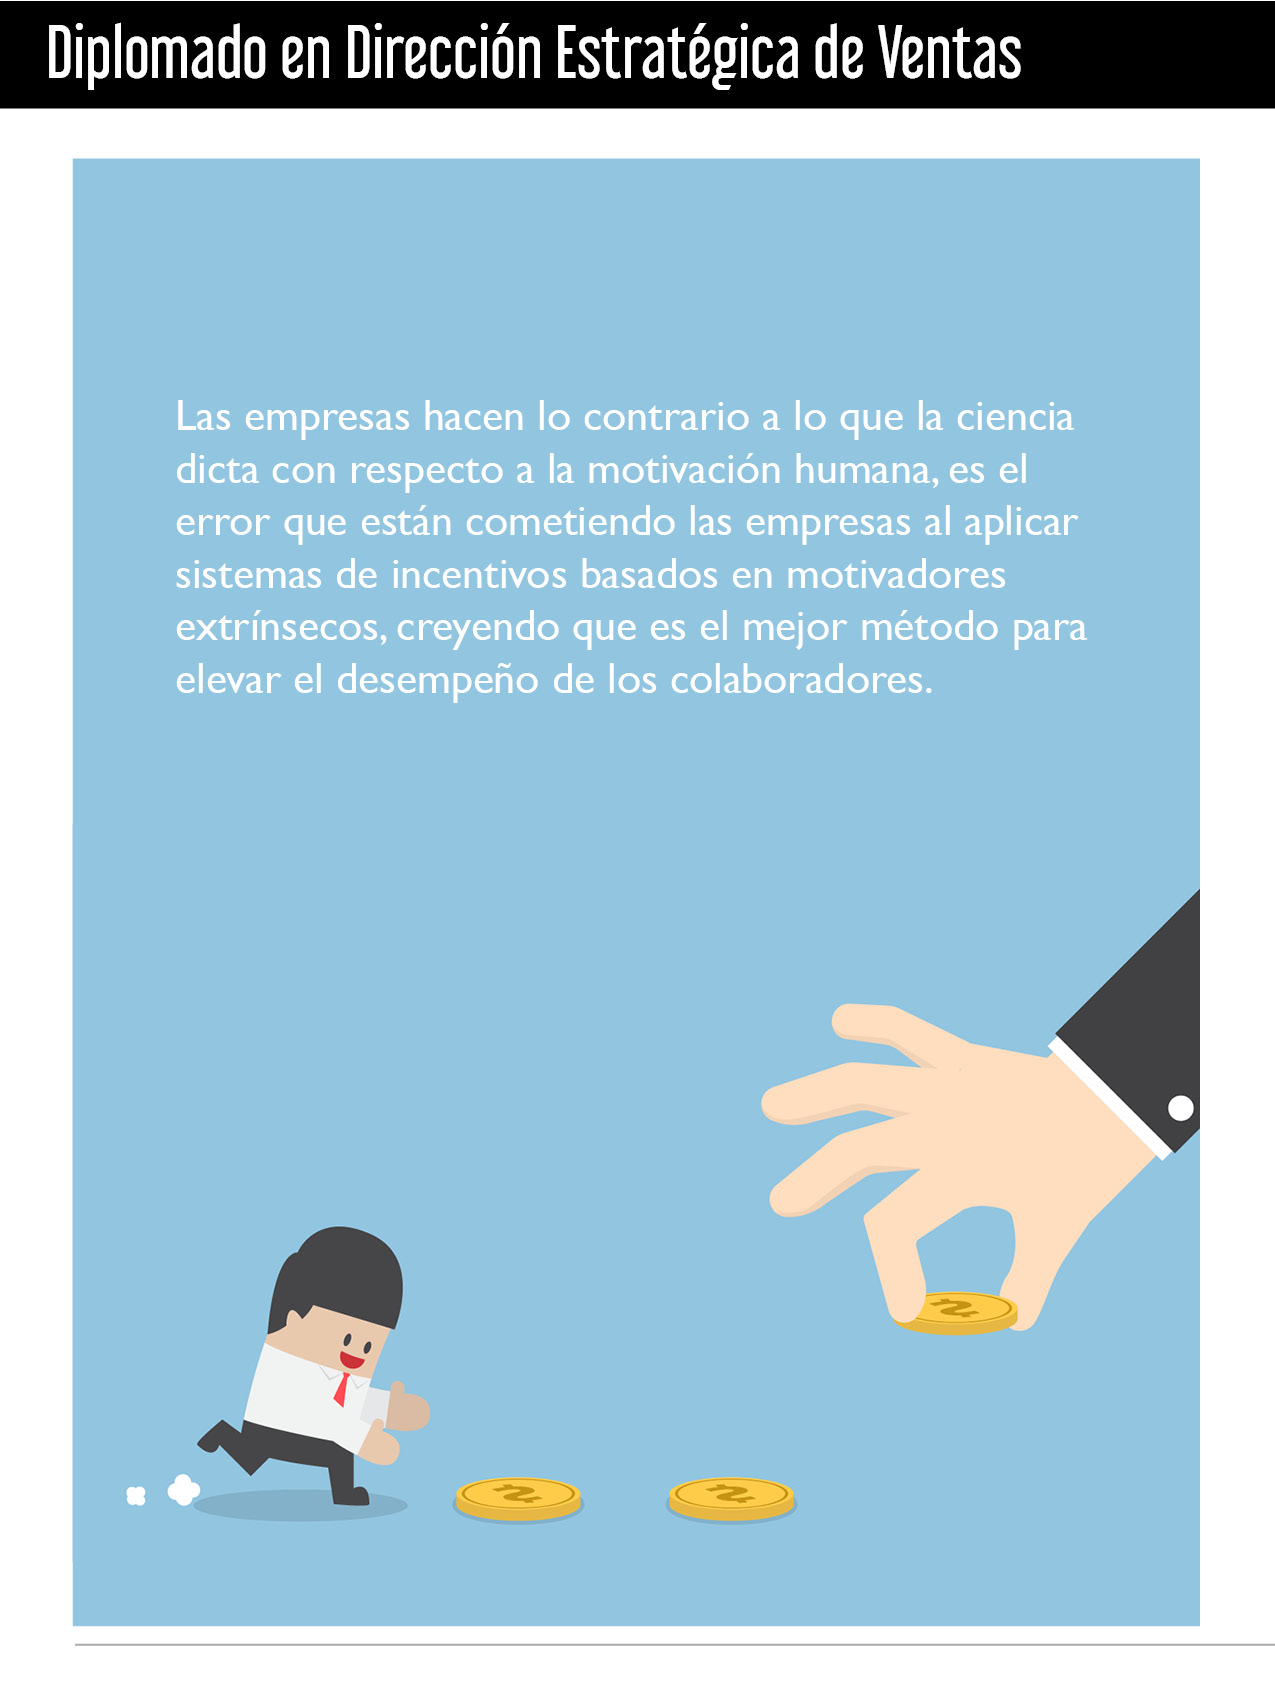 Diplomado en Dirección Estratégica de Ventas
Las empresas hacen lo contrario a lo que la ciencia
dicta con respecto a la motivación humana, es el
error que están cometiendo las empresas al aplicar
sistemas de incentivos basados en motivadores
extrínsecos, creyendo que es el mejor método para
elevar el desempeño de los colaboradores.